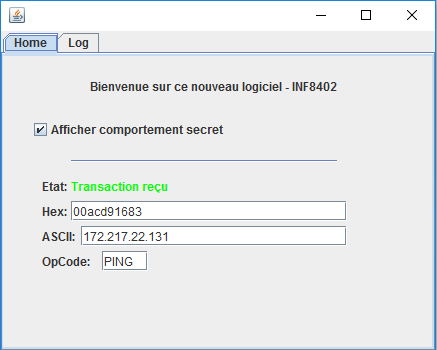 Home Log
Bienvenue sur ce nouveau logiciel - INF8402
Afficher comportement secret
Etat: Transaction reçu
Hex: 00acd91683
ASCII: 172.217.22.131
OpCode: PING